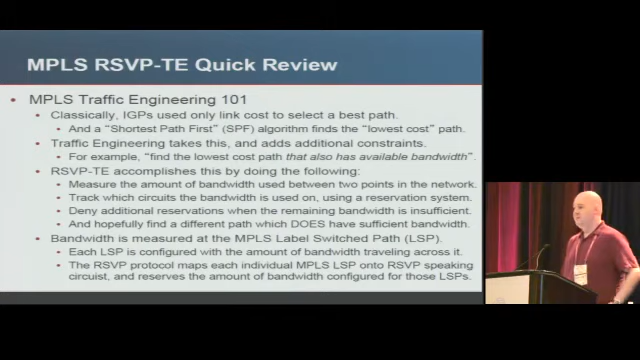 MPLS RSVP-TE Quick Review
• MPLS Traffic Engineering 101
• Classically, IGPs used only link cost to select a best path.
• And a "Shortest Path First" (SPF) algorithm finds the "lowest cost" path.
• Traffic Engineering takes this, and adds additional constraints.
• For example, "find the lowest cost path that also has available bandwidth".
• RSVP-TE accomplishes this by doing the following:
• Measure the amount of bandwidth used between two points in the network.
• Track which circuits the bandwidth is used on, using a reservation system.
• Deny additional reservations when the remaining bandwidth is insufficient.
• And hopefully find a different path which DOES have sufficient bandwidth.
• Bandwidth is measured at the MPLS Label Switched Path (LSP).
• Each LSP is configured with the amount of bandwidth traveling across it.
• The RSVP protocol maps each individual MPLS LSP onto RSVP speaking
circuist, and reserves the amount of bandwidth configured for those LSPs.